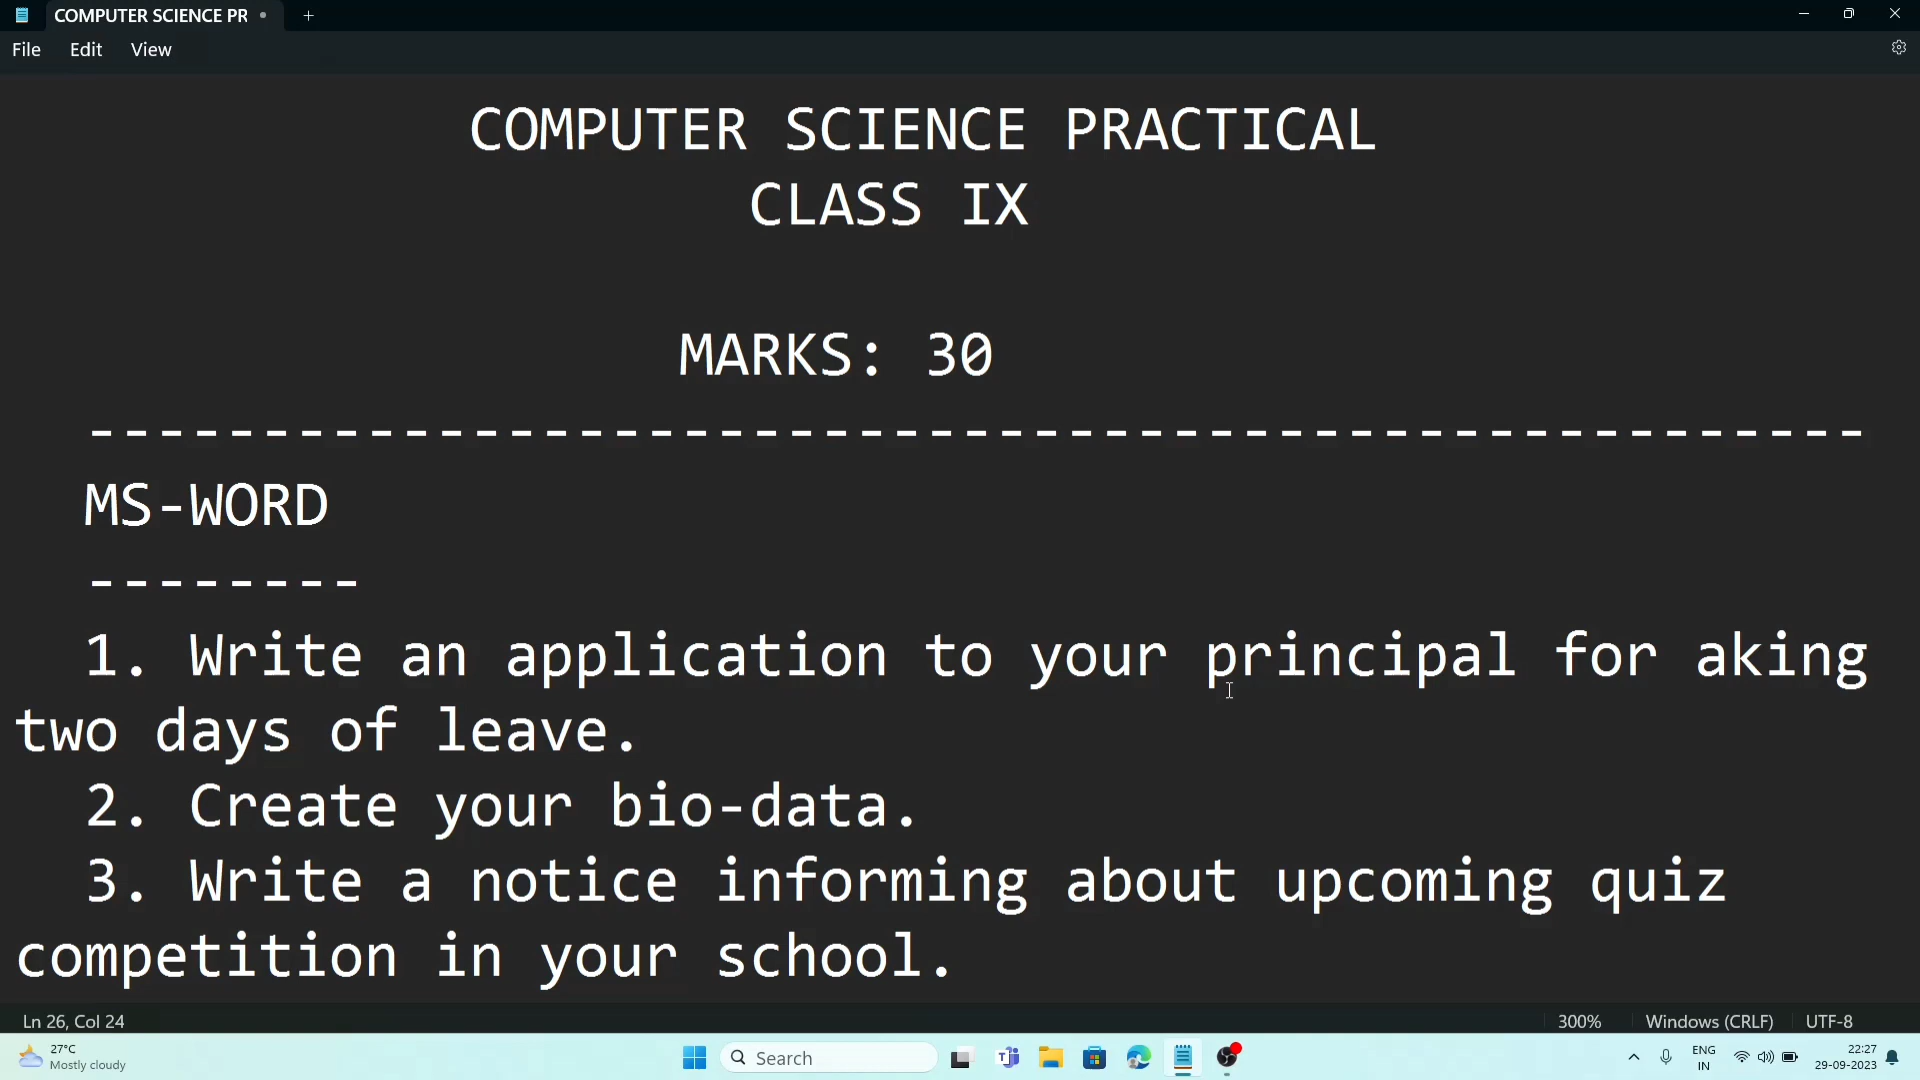 COMPUTER SCIENCE PR
File Edit View
COMPUTER SCIENCE PRACTICAL
CLASS IX
MARKS: 30
---------------------------------------------------
MS-WORD
--------
1. Write an application to your principal for aking
two days of leave.
2. Create your bio-data.
3. Write a notice informing about upcoming quiz
competition in your school.
Ln 26, Col 24 300% Windows (CRLF) UTF-8
27°C
Mostly cloudy
Search
ENG
IN
22:27
29-09-2023